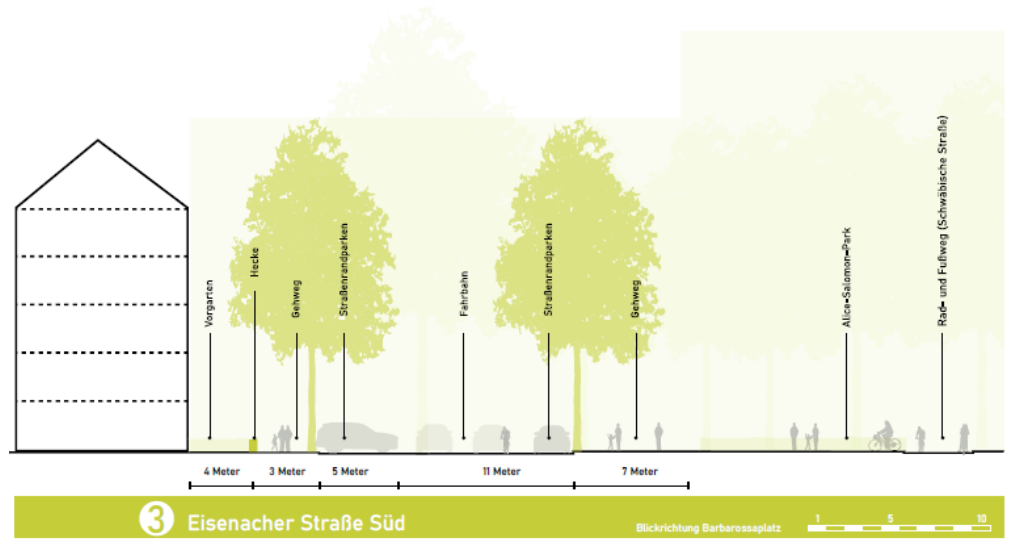 Vorgarten
Hecke
Gehweg
Straßenrandparken
Fahrbahn
Straßenrandparken
Gehweg
Alice-Salomon-Park
Rad- und Fußweg (Schwäbische Straße)
4 Meter
3 Meter
5 Meter
11 Meter
7 Meter
3 Eisenacher Straße Süd
Blickrichtung Barbarossaplatz
1 5 10